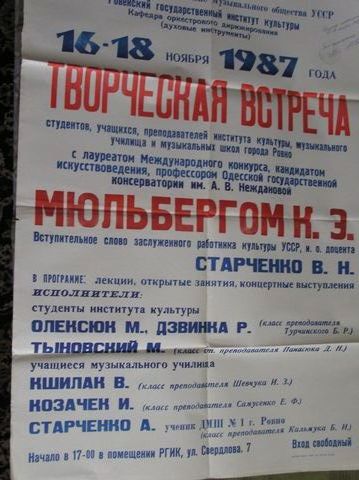 Музыкального общества УССР
Ровенский государственный институт культуры
Кафедра оркестрового дирижирования
(духовые инструменты)
16-18 НОЯБРЯ 1987 ГОДА
ТВОРЧЕСКАЯ ВСТРЕЧА
студентов, учащихся, преподавателей института культуры, музыкального
училища и музыкальных школ города Ровно
с лауреатом Международного конкурса, кандидатом
искусствоведения, профессором Одесской государственной
консерватории им. А. В. Неждановой
МЮЛЬБЕРГОМ К. Э.
Вступительное слово заслуженного работника культуры УССР, и. о. доцента
СТАРЧЕНКО В. Н.
В ПРОГРАММЕ: лекции, открытые занятия, концертные выступления
ИСПОЛНИТЕЛИ:
студенты института культуры
ОЛЕКСЮК М., ДЗВИНКА Р. (класс преподавателя
Турчинского Б. Р.)
ТЫНОВСКИЙ М. (класс ст. преподавателя Панасюка Д. Н.)
учащиеся музыкального училища
КШИЛАК В. (класс преподавателя Шевчука И. З.)
КОЗАЧЕК И. (класс преподавателя Самусенко Е. Ф.)
СТАРЧЕНКО А. ученик ДМШ № 1 г. Ровно
(класс преподавателя Кальмука Б. Н.)
Начало в 17-00 в помещении РГИК, ул. Свердлова, 7 Вход свободный